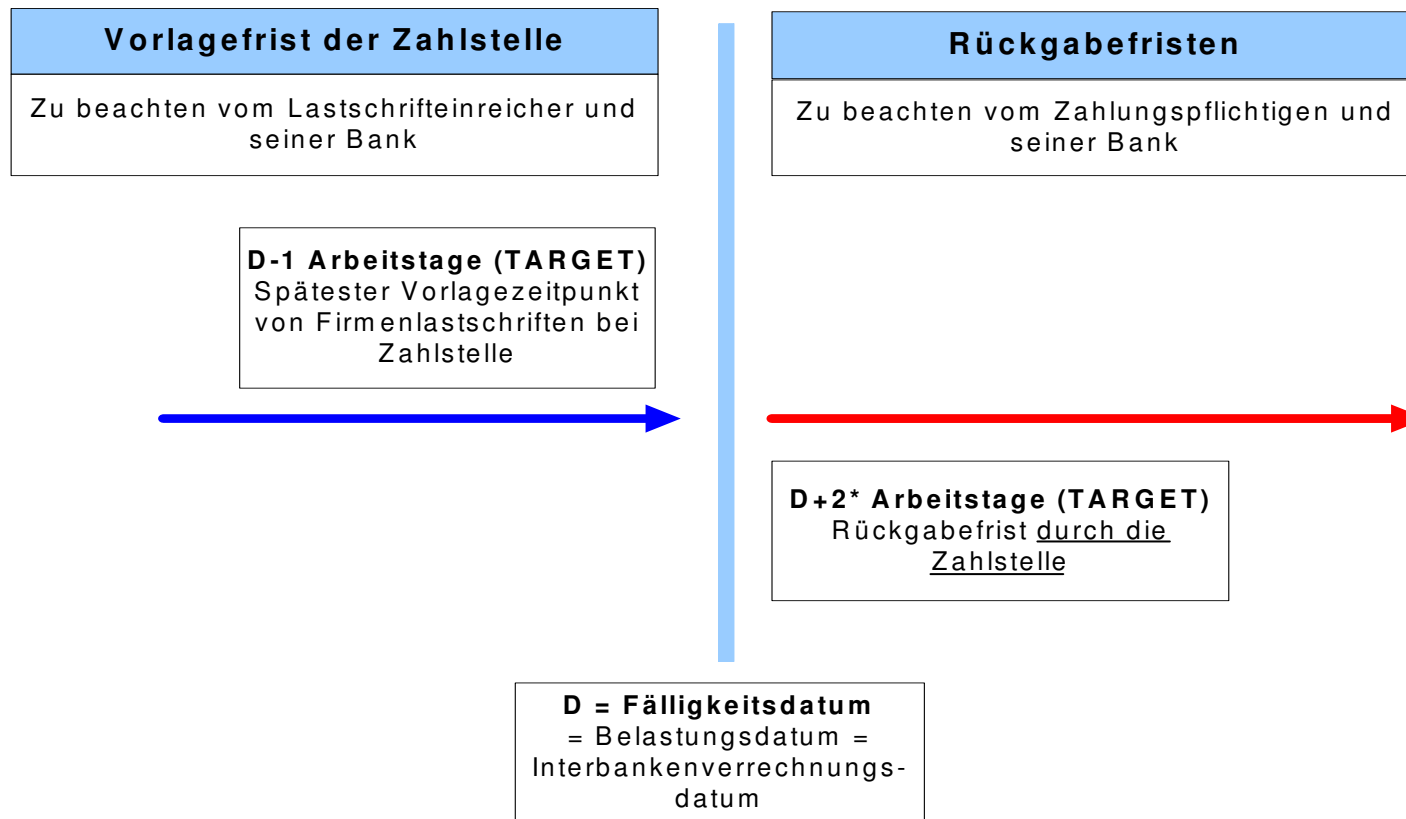 Vorlagefrist der Zahlstelle
Zu beachten vom Lastschrifteinreicher und
seiner Bank
Rückgabefristen
Zu beachten vom Zahlungspflichtigen und
seiner Bank
D-1 Arbeitstage (TARGET)
Spätester Vorlagezeitpunkt
von Firmenlastschriften bei
Zahlstelle
D+2* Arbeitstage (TARGET)
Rückgabefrist durch die
Zahlstelle
D = Fälligkeitsdatum
= Belastungsdatum =
Interbankenverrechnungs-
datum